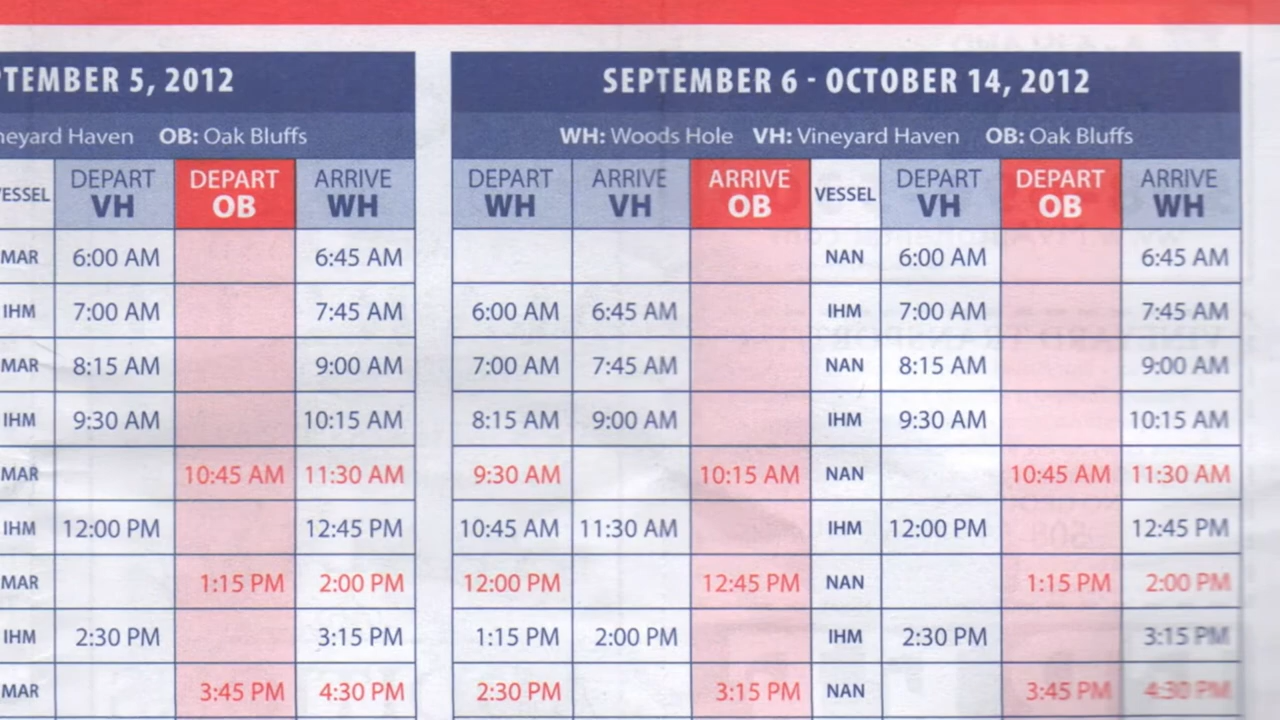 TEMBER 5, 2012
neyard Haven OB: Oak Bluffs
VESSEL DEPART VH DEPART OB ARRIVE WH
MAR 6:00 AM 6:45 AM
IHM 7:00 AM 7:45 AM
MAR 8:15 AM 9:00 AM
IHM 9:30 AM 10:15 AM
MAR 10:45 AM 11:30 AM
IHM 12:00 PM 12:45 PM
MAR 1:15 PM 2:00 PM
IHM 2:30 PM 3:15 PM
MAR 3:45 PM 4:30 PM
SEPTEMBER 6 - OCTOBER 14, 2012
WH: Woods Hole VH: Vineyard Haven OB: Oak Bluffs
DEPART WH ARRIVE VH ARRIVE OB VESSEL DEPART VH DEPART OB ARRIVE WH
NAN 6:00 AM 6:45 AM
6:00 AM 6:45 AM IHM 7:00 AM 7:45 AM
7:00 AM 7:45 AM NAN 8:15 AM 9:00 AM
8:15 AM 9:00 AM IHM 9:30 AM 10:15 AM
9:30 AM 10:15 AM NAN 10:45 AM 11:30 AM
10:45 AM 11:30 AM IHM 12:00 PM 12:45 PM
12:00 PM 12:45 PM NAN 1:15 PM 2:00 PM
1:15 PM 2:00 PM IHM 2:30 PM 3:15 PM
2:30 PM 3:15 PM NAN 3:45 PM 4:30 PM